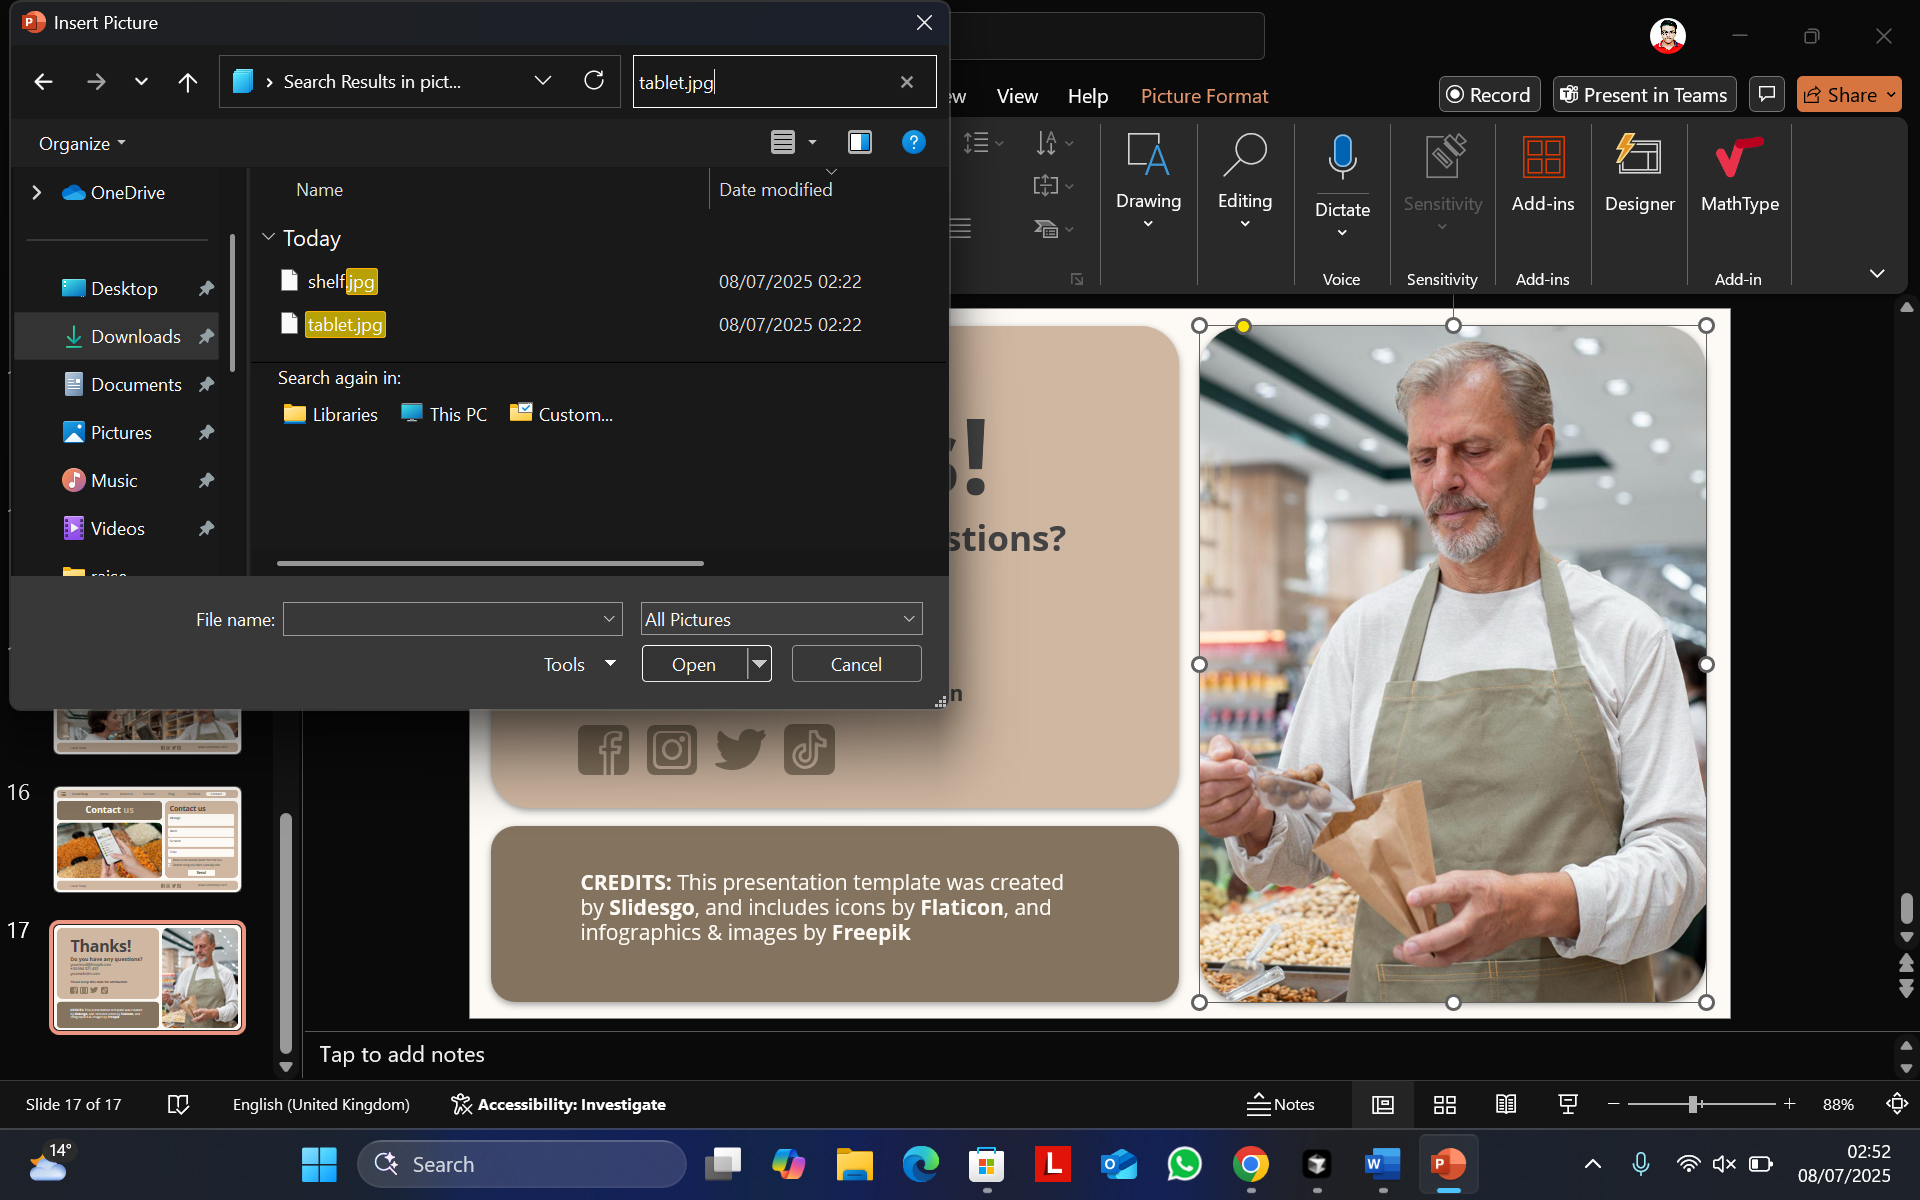 Insert Picture
Search Results in pict...
tablet.jpg
ew
View
Help
Picture Format
Record
Present in Teams
Share
Organize
OneDrive
Desktop
Downloads
Documents
Pictures
Music
Videos
Name
Date modified
Today
shelf.jpg
08/07/2025 02:22
tablet.jpg
08/07/2025 02:22
Search again in:
Libraries
This PC
Custom...
File name:
All Pictures
Tools
Open
Cancel
Drawing
Editing
Dictate
Sensitivity
Add-ins
Designer
MathType
Voice
Sensitivity
Add-ins
Add-in
s!
stions?
n
CREDITS: This presentation template was created
by Slidesgo, and includes icons by Flaticon, and
infographics & images by Freepik
16
Contact us
Contact us
Send
17
Thanks!
Do you have any questions?
Tap to add notes
Slide 17 of 17
English (United Kingdom)
Accessibility: Investigate
Notes
88%
14°
Search
02:52
08/07/2025